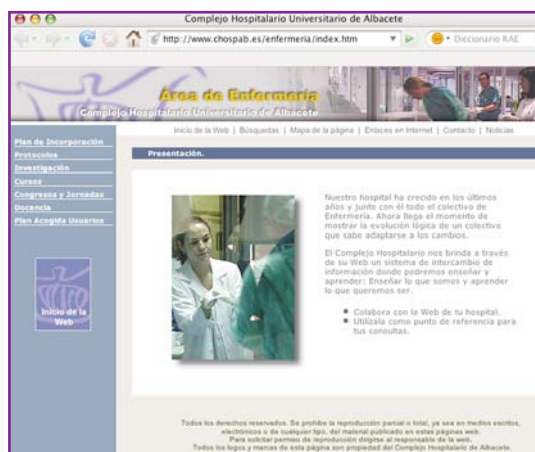 Complejo Hospitalario Universitario de Albacete
http://www.chospab.es/enfermeria/index.htm
Diccionario RAE
Área de Enfermería
Complejo Hospitalario Universitario de Albacete
Inicio de la Web | Búsquedas | Mapa de la página | Enlaces en Internet | Contacto | Noticias
Plan de Incorporación
Protocolos
Investigación
Cursos
Congresos y Jornadas
Docencia
Plan Acogida Usuarios
Inicio de la
Web
Presentación.
Nuestro hospital ha crecido en los últimos
años y junto con él todo el colectivo de
Enfermería. Ahora llega el momento de
mostrar la evolución lógica de un colectivo
que sabe adaptarse a los cambios.
El Complejo Hospitalario nos brinda a través
de su Web un sistema de intercambio de
información donde podremos enseñar y
aprender: Enseñar lo que somos y aprender
lo que queremos ser.
Colabora con la Web de tu hospital.
Utilízala como punto de referencia para
tus consultas.
Todos los derechos reservados. Se prohíbe la reproducción parcial o total, ya sea en medios escritos,
electrónicos o de cualquier tipo, del material publicado en estas páginas web.
Para solicitar permiso de reproducción dirigirse al responsable de la web.
Todos los logos y marcas de esta página son propiedad del Complejo Hospitalario de Albacete.